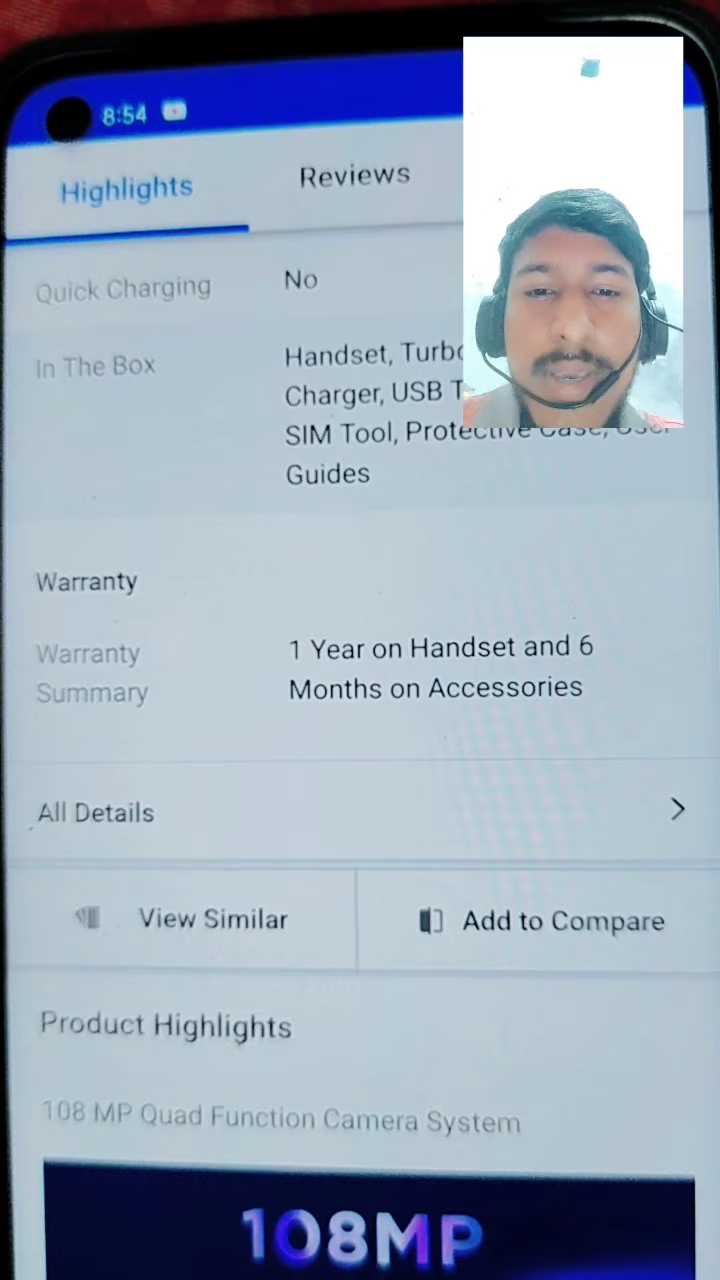 8:54
Highlights
Reviews
Quick Charging
No
In The Box
Handset, Turbo
Charger, USB
SIM Tool, Protective Case, User
Guides
Warranty
Warranty
Summary
1 Year on Handset and 6
Months on Accessories
All Details
View Similar
Add to Compare
Product Highlights
108 MP Quad Function Camera System
108MP